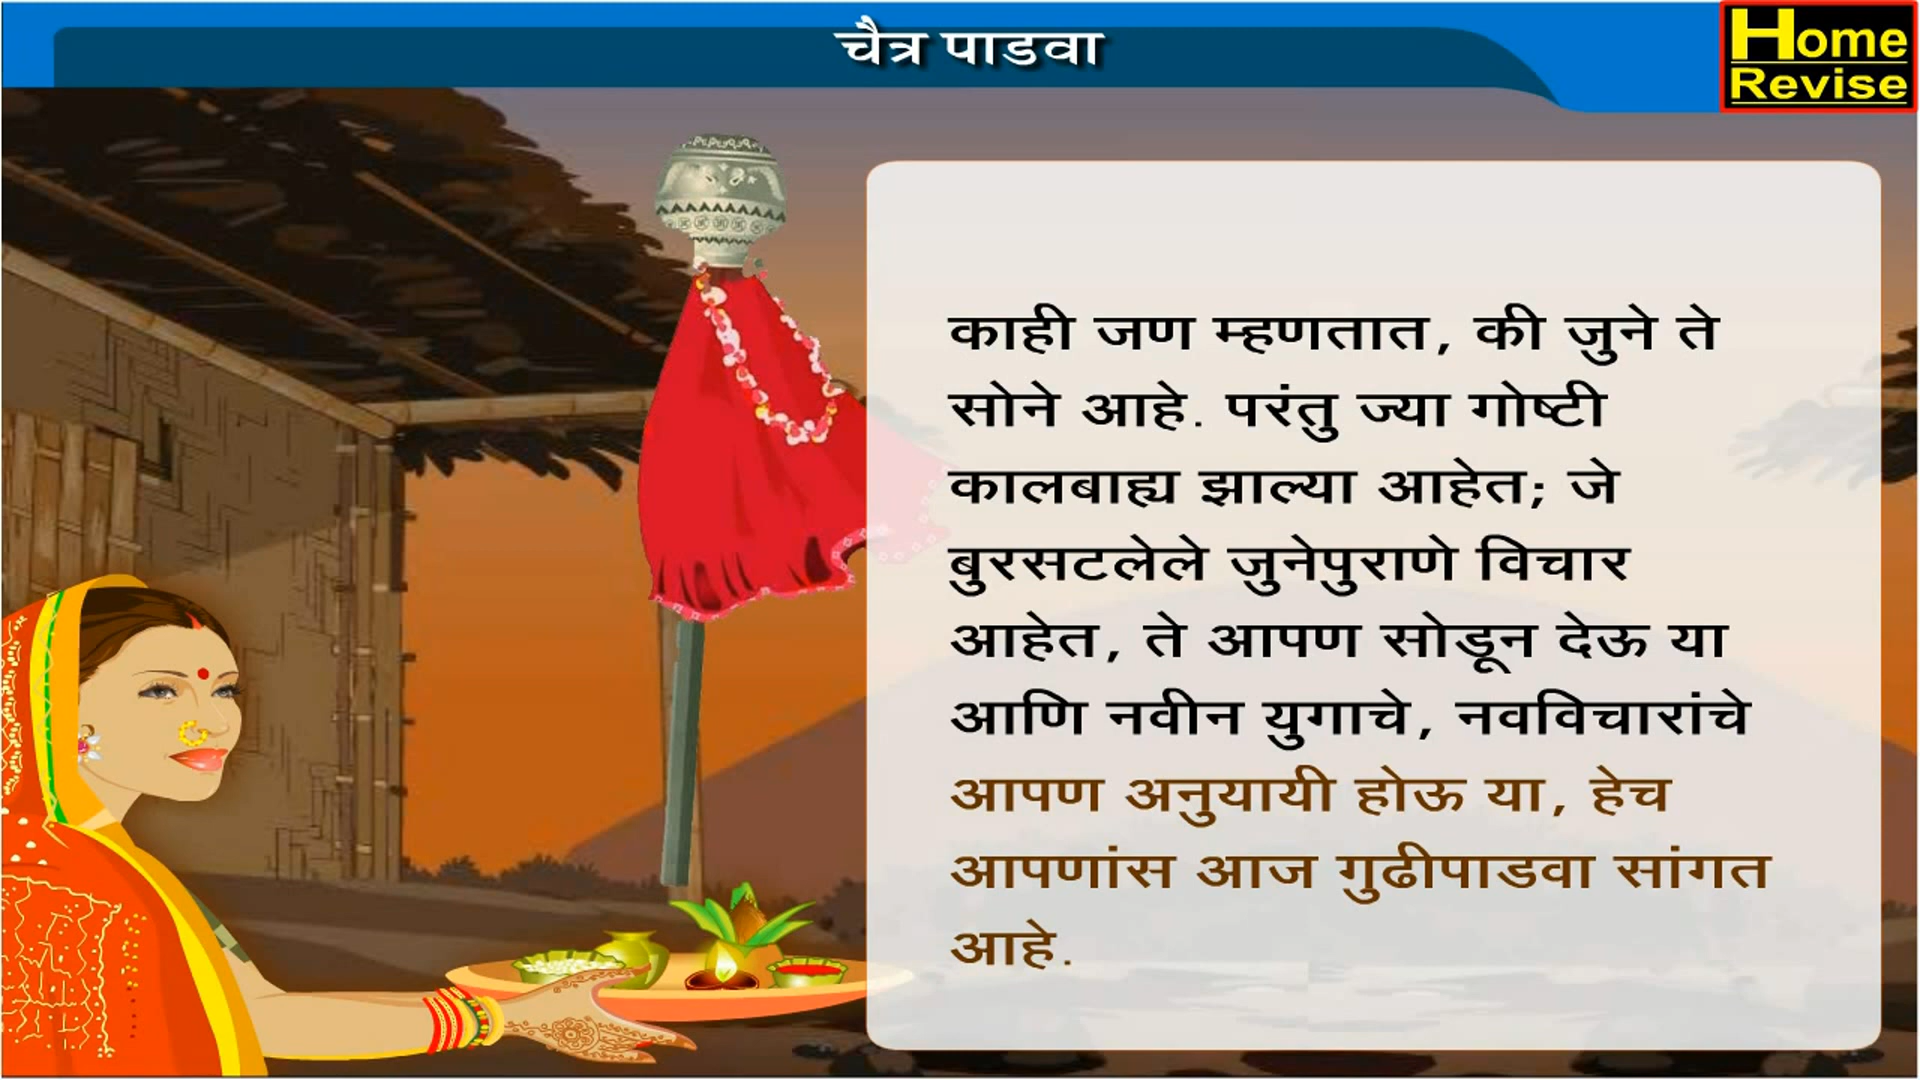 चैत्र पाडवा
Home
Revise
काही जण म्हणतात, की जुने ते
सोने आहे. परंतु ज्या गोष्टी
कालबाह्य झाल्या आहेत; जे
बुरसटलेले जुनेपुराणे विचार
आहेत, ते आपण सोडून देऊ या
आणि नवीन युगाचे, नवविचारांचे
आपण अनुयायी होऊ या, हेच
आपणांस आज गुढीपाडवा सांगत
आहे.